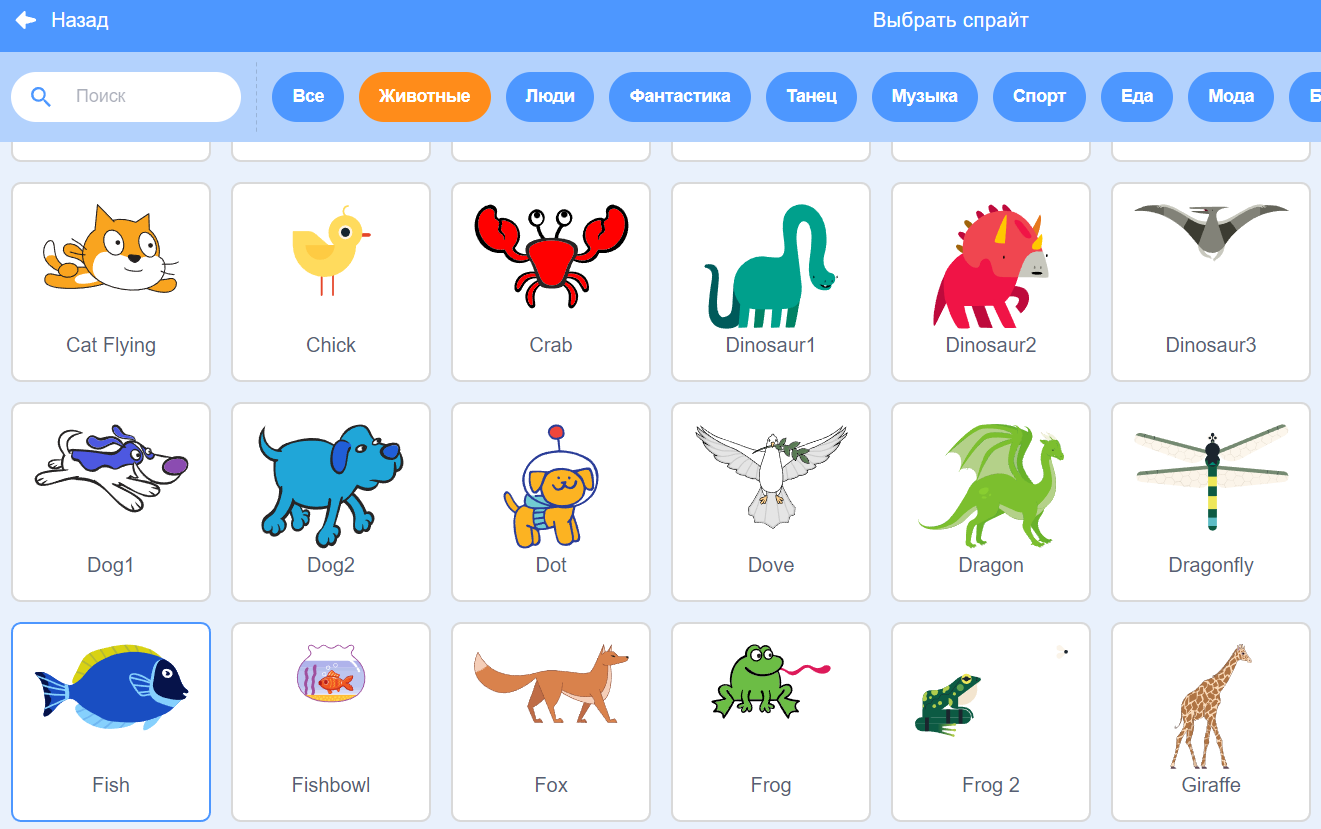 Назад
Выбрать спрайт
Поиск
Все
Животные
Люди
Фантастика
Танец
Музыка
Спорт
Еда
Мода
Cat Flying
Chick
Crab
Dinosaur1
Dinosaur2
Dinosaur3
Dog1
Dog2
Dot
Dove
Dragon
Dragonfly
Fish
Fishbowl
Fox
Frog
Frog 2
Giraffe